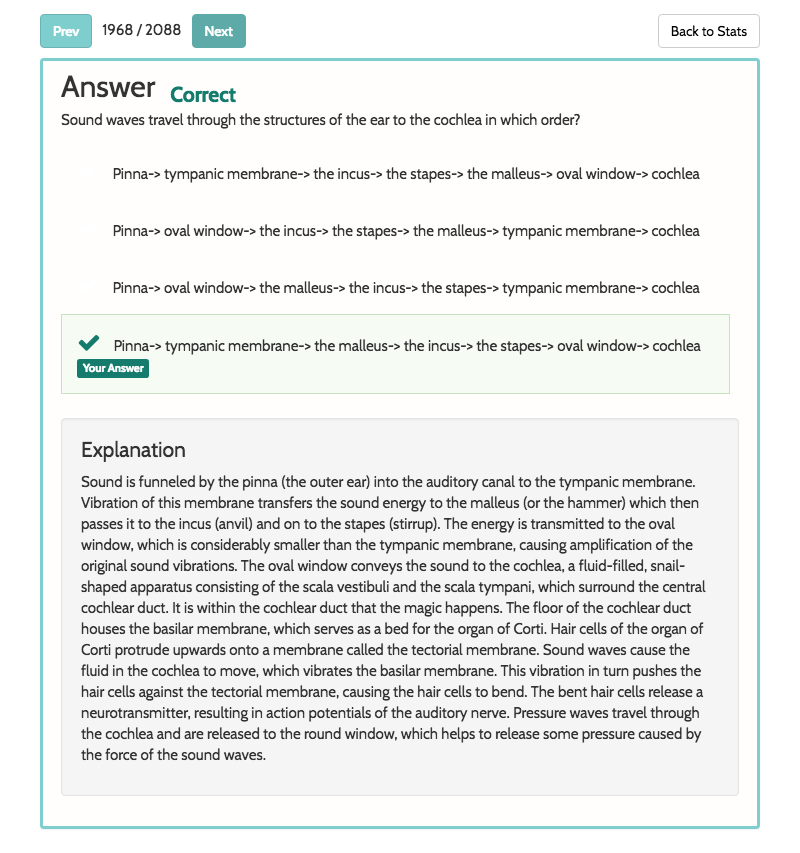 Prev 1968 / 2088 Next Back to Stats
Answer Correct
Sound waves travel through the structures of the ear to the cochlea in which order?
Pinna-> tympanic membrane-> the incus-> the stapes-> the malleus-> oval window-> cochlea
Pinna-> oval window-> the incus-> the stapes-> the malleus-> tympanic membrane-> cochlea
Pinna-> oval window-> the malleus-> the incus-> the stapes-> tympanic membrane-> cochlea
Pinna-> tympanic membrane-> the malleus-> the incus-> the stapes-> oval window-> cochlea
Your Answer
Explanation
Sound is funneled by the pinna (the outer ear) into the auditory canal to the tympanic membrane.
Vibration of this membrane transfers the sound energy to the malleus (or the hammer) which then
passes it to the incus (anvil) and on to the stapes (stirrup). The energy is transmitted to the oval
window, which is considerably smaller than the tympanic membrane, causing amplification of the
original sound vibrations. The oval window conveys the sound to the cochlea, a fluid-filled, snail-
shaped apparatus consisting of the scala vestibuli and the scala tympani, which surround the central
cochlear duct. It is within the cochlear duct that the magic happens. The floor of the cochlear duct
houses the basilar membrane, which serves as a bed for the organ of Corti. Hair cells of the organ of
Corti protrude upwards onto a membrane called the tectorial membrane. Sound waves cause the
fluid in the cochlea to move, which vibrates the basilar membrane. This vibration in turn pushes the
hair cells against the tectorial membrane, causing the hair cells to bend. The bent hair cells release a
neurotransmitter, resulting in action potentials of the auditory nerve. Pressure waves travel through
the cochlea and are released to the round window, which helps to release some pressure caused by
the force of the sound waves.